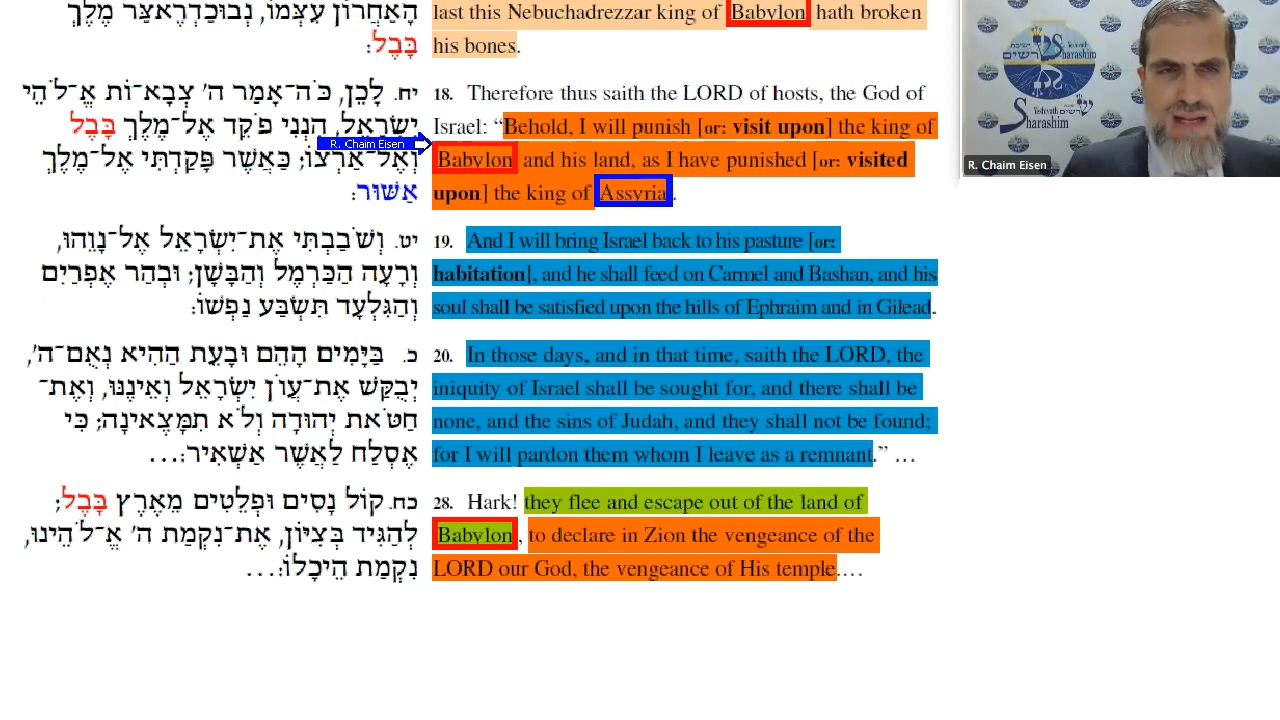 הָאַחֲרוֹן עִצְּמוֹ, נְבוּכַדְרֶאצַּר מֶלֶךְ
בָּבֶל:
יח. לָכֵן, כֹּה־אָמַר ה' צְבָא־וֹת אֱ־לֹהֵי
יִשְׂרָאֵל, הִנְנִי פֹקֵד אֶל־מֶלֶךְ בָּבֶל
וְאֶל־אַרְצוֹ; כַּאֲשֶׁר פָּקַדְתִּי אֶל־מֶלֶךְ
אַשּׁוּר:
יט. וְשֹׁבַבְתִּי אֶת־יִשְׂרָאֵל אֶל־נָוֵהוּ,
וְרָעָה הַכַּרְמֶל וְהַבָּשָׁן; וּבְהַר אֶפְרַיִם
וְהַגִּלְעָד תִּשְׂבַּע נַפְשׁוֹ:
כ. בַּיָּמִים הָהֵם וּבָעֵת הַהִיא נְאֻם־ה',
יְבֻקַּשׁ אֶת־עֲוֹן יִשְׂרָאֵל וְאֵינֶנּוּ, וְאֶת־
חַטֹּאת יְהוּדָה וְלֹא תִמָּצֶאינָה; כִּי
אֶסְלַח לַאֲשֶׁר אַשְׁאִיר:...
כח. קוֹל נָסִים וּפְלֵטִים מֵאֶרֶץ בָּבֶל;
לְהַגִּיד בְּצִיּוֹן, אֶת־נִקְמַת ה' אֱ־לֹהֵינוּ,
נִקְמַת הֵיכָלוֹ:...
last this Nebuchadrezzar king of Babylon hath broken
his bones.
18. Therefore thus saith the LORD of hosts, the God of
Israel: “Behold, I will punish [or: visit upon] the king of
Babylon and his land, as I have punished [or: visited
upon] the king of Assyria.
19. And I will bring Israel back to his pasture [or:
habitation], and he shall feed on Carmel and Bashan, and his
soul shall be satisfied upon the hills of Ephraim and in Gilead.
20. In those days, and in that time, saith the LORD, the
iniquity of Israel shall be sought for, and there shall be
none, and the sins of Judah, and they shall not be found;
for I will pardon them whom I leave as a remnant.” ...
28. Hark! they flee and escape out of the land of
Babylon, to declare in Zion the vengeance of the
LORD our God, the vengeance of His temple....
R. Chaim Eisen
ישיבת
שרשים
Yeshivath
Sharashim
R. Chaim Eisen